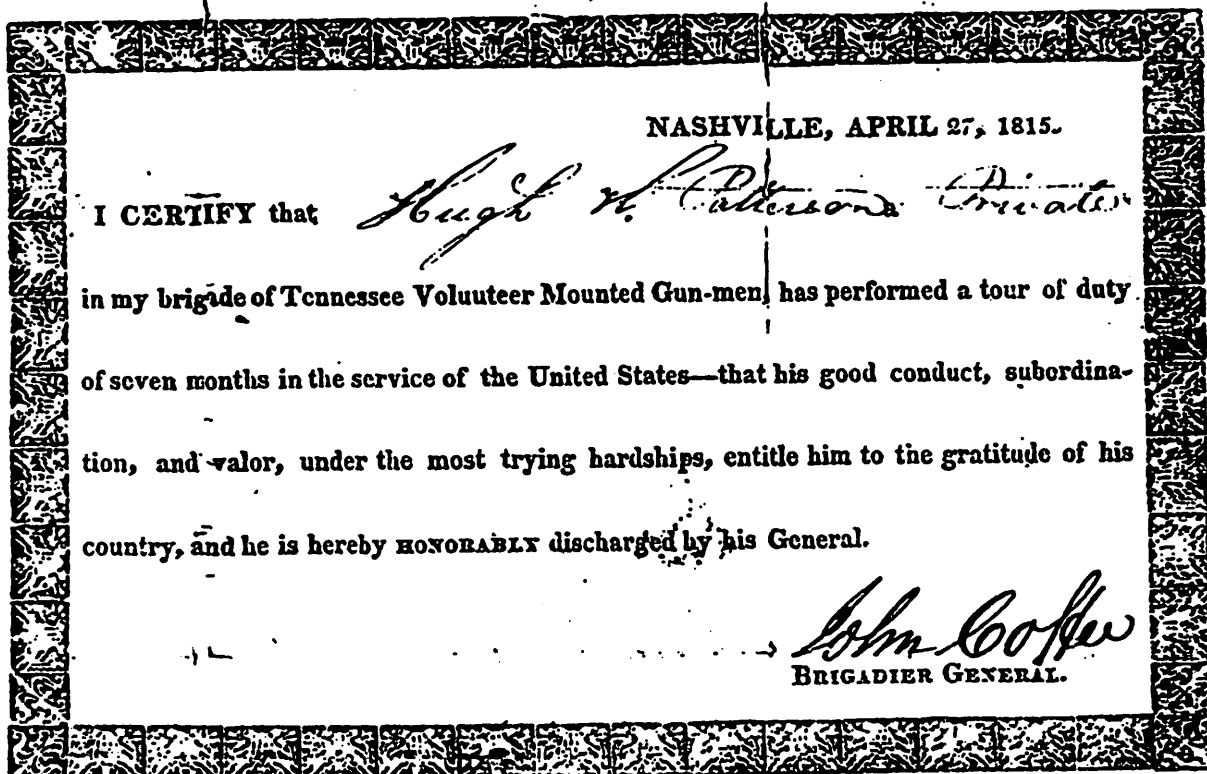 NASHVILLE, APRIL 27, 1815.
I CERTIFY that Hugh Patterson a Private
in my brigade of Tennessee Voluuteer Mounted Gun-men, has performed a tour of duty
of seven months in the service of the United States—that his good conduct, subordina-
tion, and valor, under the most trying hardships, entitle him to the gratitude of his
country, and he is hereby HONORABLY discharged by his General.
John Coffee
BRIGADIER GENERAL.